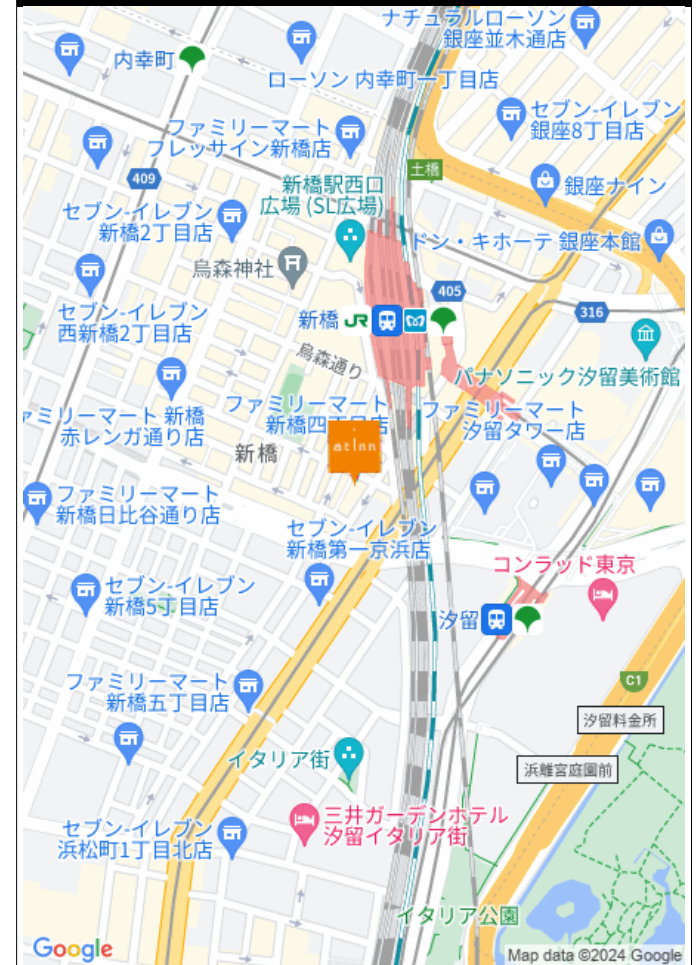 ナチュラルローソン
銀座並木通店
内幸町
ローソン 内幸町一丁目店
セブン-イレブン
銀座8丁目店
ファミリーマート
フレッサイン新橋店
土橋
409
新橋駅西口
広場 (SL広場)
銀座ナイン
セブン-イレブン
新橋2丁目店
ドン・キホーテ 銀座本館
烏森神社
405
316
セブン-イレブン
西新橋2丁目店
新橋 JR
烏森通り
パナソニック汐留美術館
ァミリーマート 新橋
赤レンガ通り店
ファミリーマート
新橋四丁目店
ファミリーマート
汐留タワー店
atinn
新橋
ファミリーマート
新橋日比谷通り店
セブン-イレブン
新橋第一京浜店
コンラッド東京
セブン-イレブン
新橋5丁目店
汐留
ファミリーマート
新橋五丁目店
C1
汐留料金所
イタリア街
浜離宮庭園前
三井ガーデンホテル
汐留イタリア街
セブン-イレブン
浜松町1丁目北店
イタリア公園
Google
Map data ©2024 Google